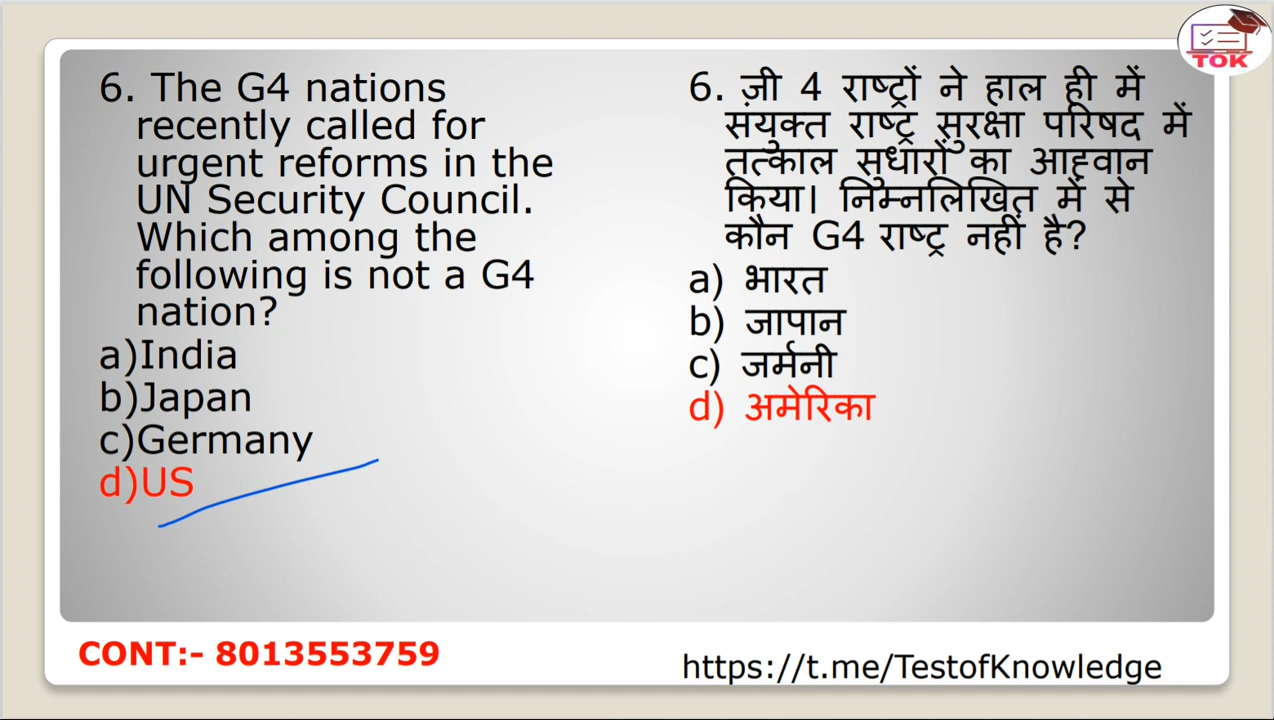 TOK
6. The G4 nations
recently called for
urgent reforms in the
UN Security Council.
Which among the
following is not a G4
nation?
a)India
b)Japan
c)Germany
d)US
6. ज़ी 4 राष्ट्रों ने हाल ही में
संयुक्त राष्ट्र सुरक्षा परिषद में
तत्काल सुधारों का आह्वान
किया। निम्नलिखित में से
कौन G4 राष्ट्र नहीं है?
a) भारत
b) जापान
c) जर्मनी
d) अमेरिका
CONT:- 8013553759
https://t.me/TestofKnowledge